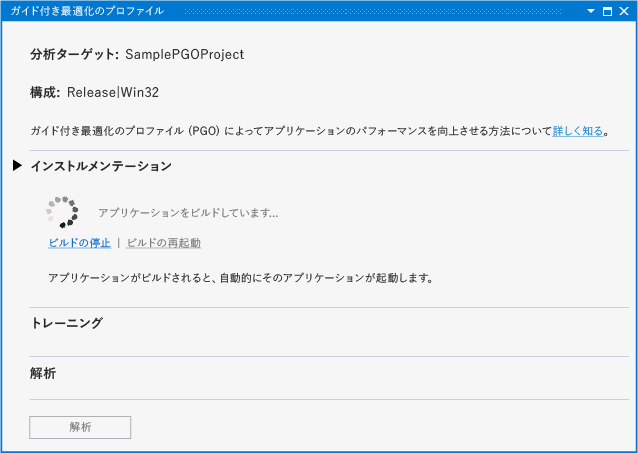 ガイド付き最適化のプロファイル
分析ターゲット: SamplePGOProject
構成: Release|Win32
ガイド付き最適化のプロファイル (PGO) によってアプリケーションのパフォーマンスを向上させる方法について詳しく知る。
インストルメンテーション
アプリケーションをビルドしています...
ビルドの停止 | ビルドの再起動
アプリケーションがビルドされると、自動的にそのアプリケーションが起動します。
トレーニング
解析
解析